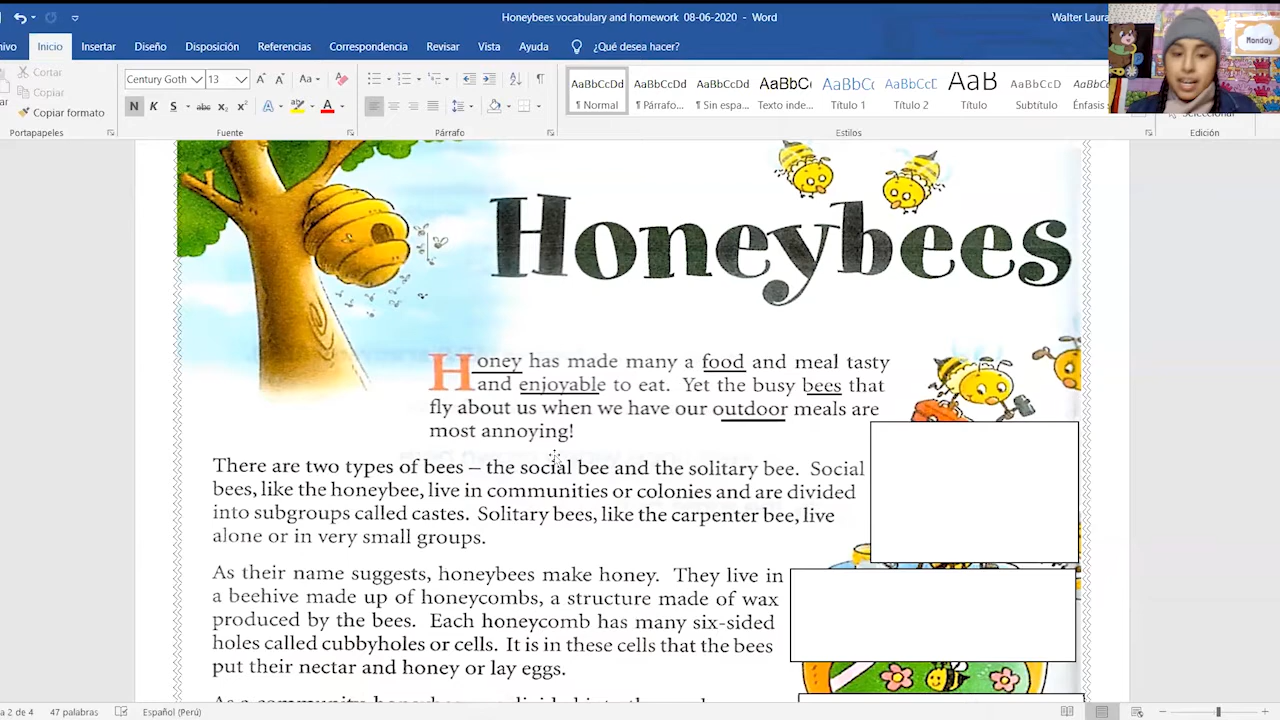 Honeybees vocabulary and homework 08-06-2020 - Word
Walter Laura
Inicio Insertar Diseño Disposición Referencias Correspondencia Revisar Vista Ayuda ¿Qué desea hacer?
Monday
Cortar
Copiar
Copiar formato
Century Goth 13
N K S abc x₂ x²
AaBbCcDd AaBbCcDd AaBbCcDd AaBbC AaBbC AaBbCcD AaB AaBbCcD AaBbCcDd
¶ Normal ¶ Párrafo... ¶ Sin espa... Texto inde... Título 1 Título 2 Título Subtítulo Énfasis
Seleccionar
Portapapeles Fuente Párrafo Estilos Edición
Honeybees
Honey has made many a food and meal tasty
and enjoyable to eat. Yet the busy bees that
fly about us when we have our outdoor meals are
most annoying!
There are two types of bees – the social bee and the solitary bee. Social
bees, like the honeybee, live in communities or colonies and are divided
into subgroups called castes. Solitary bees, like the carpenter bee, live
alone or in very small groups.
As their name suggests, honeybees make honey. They live in
a beehive made up of honeycombs, a structure made of wax
produced by the bees. Each honeycomb has many six-sided
holes called cubbyholes or cells. It is in these cells that the bees
put their nectar and honey or lay eggs.
2 de 4 47 palabras Español (Perú)